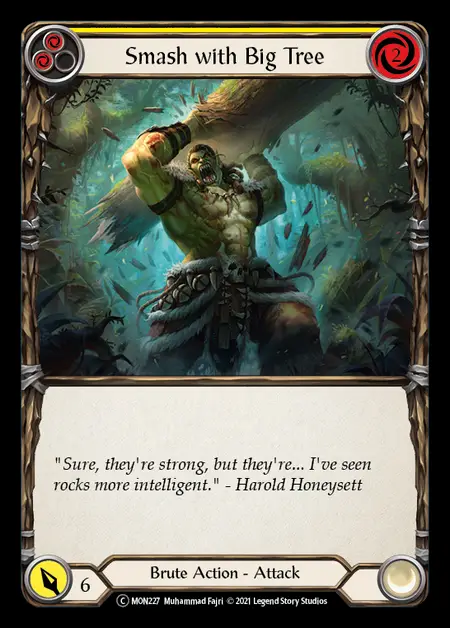 Smash with Big Tree
2
"Sure, they're strong, but they're... I've seen
rocks more intelligent." - Harold Honeysett
6
Brute Action - Attack
C MON227 Muhammad Fajri © 2021 Legend Story Studios